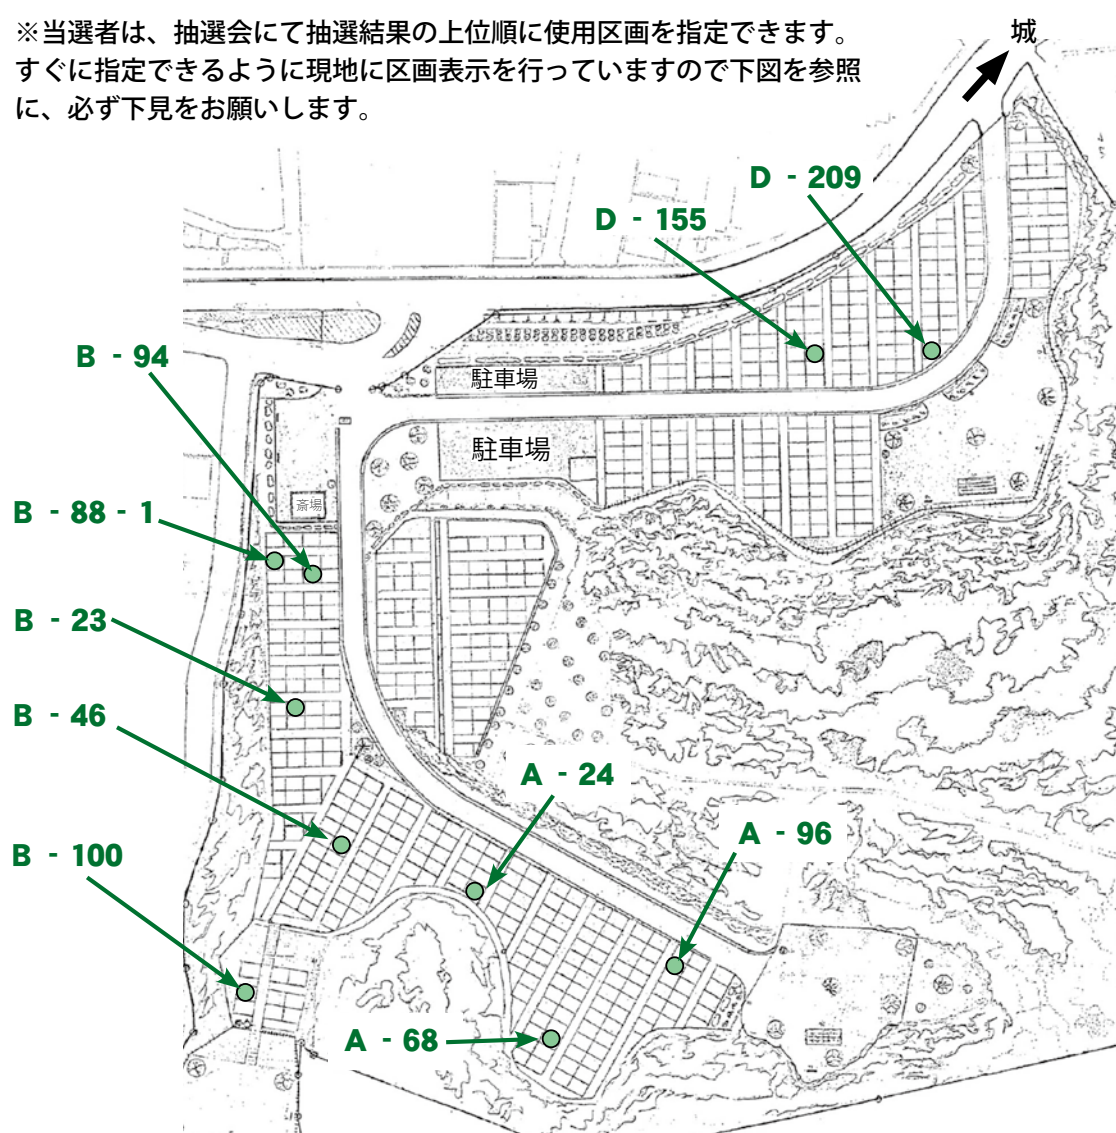 ※当選者は、抽選会にて抽選結果の上位順に使用区画を指定できます。
すぐに指定できるように現地に区画表示を行っていますので下図を参照
に、必ず下見をお願いします。
城
D - 209
D - 155
B - 94
駐車場
駐車場
斎場
B - 88 - 1
B - 23
B - 46
A - 24
A - 96
B - 100
A - 68